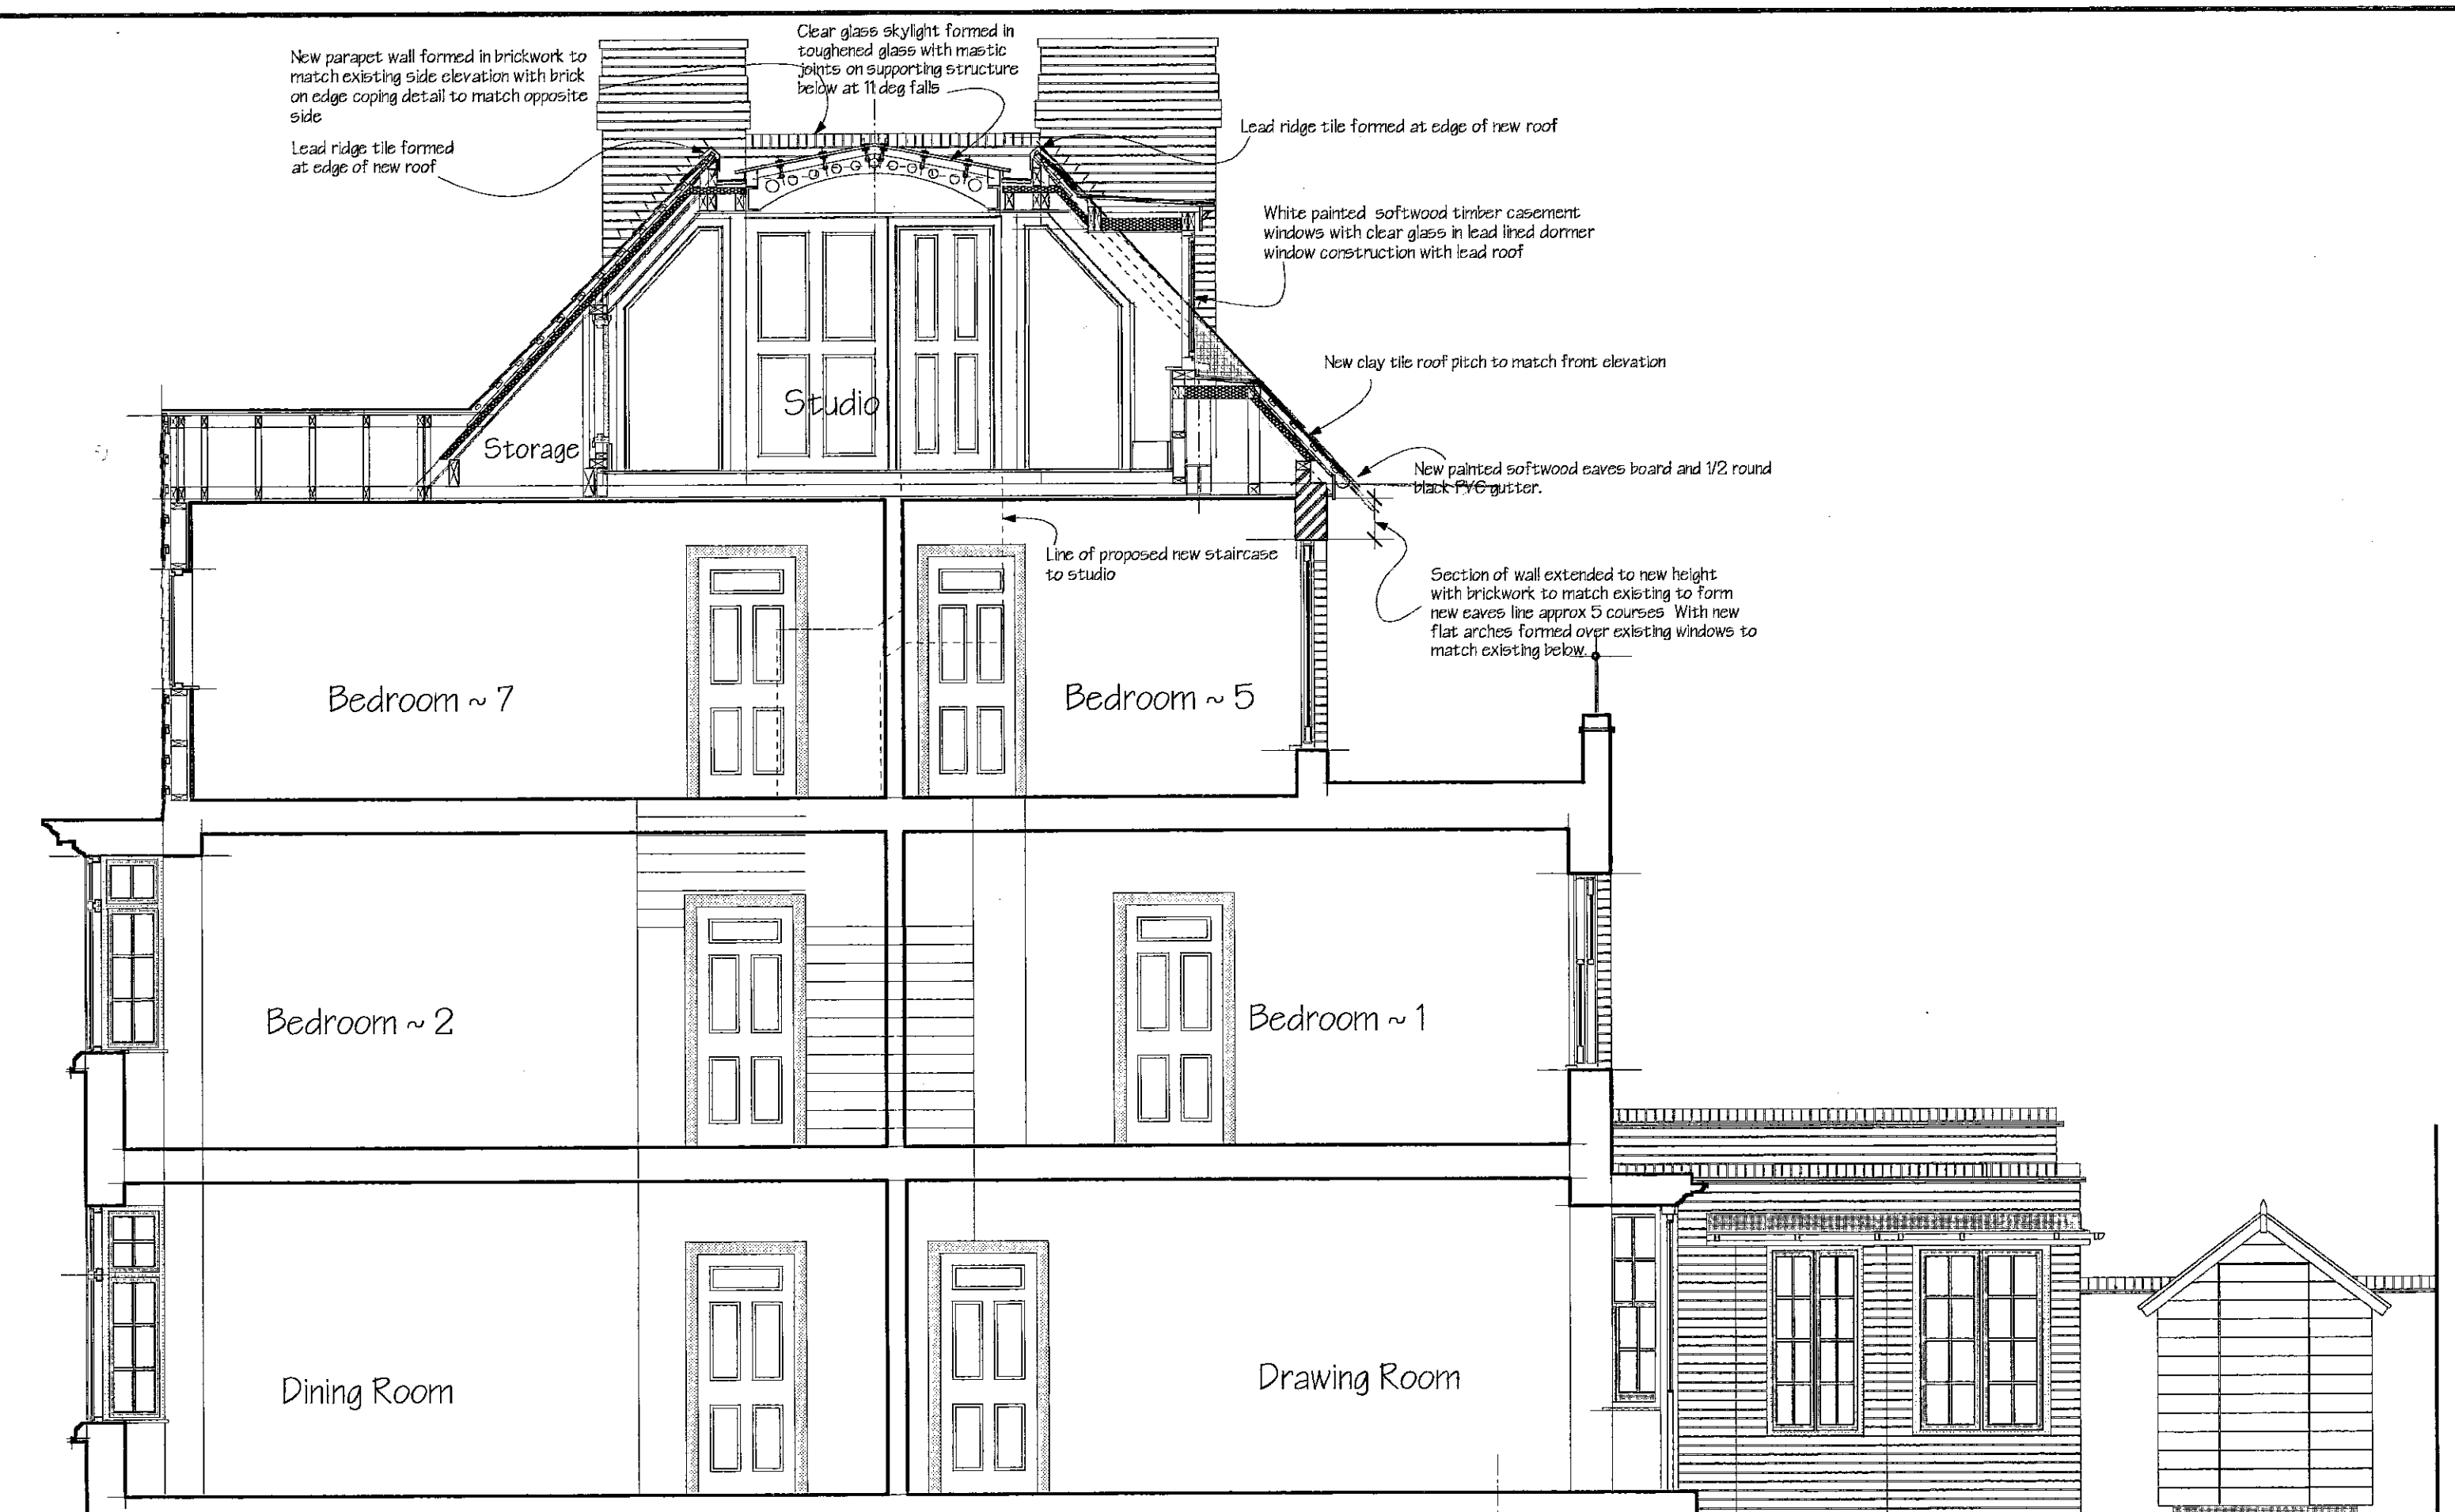 New parapet wall formed in brickwork to
match existing side elevation with brick
on edge coping detail to match opposite
side
Lead ridge tile formed
at edge of new roof
Clear glass skylight formed in
toughened glass with mastic
joints on supporting structure
below at 11 deg falls
Lead ridge tile formed at edge of new roof
White painted softwood timber casement
windows with clear glass in lead lined dormer
window construction with lead roof
New clay tile roof pitch to match front elevation
Studio
Storage
New painted softwood eaves board and 1/2 round
black PVC gutter.
Line of proposed new staircase
to studio
Section of wall extended to new height
with brickwork to match existing to form
new eaves line approx 5 courses With new
flat arches formed over existing windows to
match existing below.
Bedroom ~ 7
Bedroom ~ 5
Bedroom ~ 2
Bedroom ~ 1
Dining Room
Drawing Room